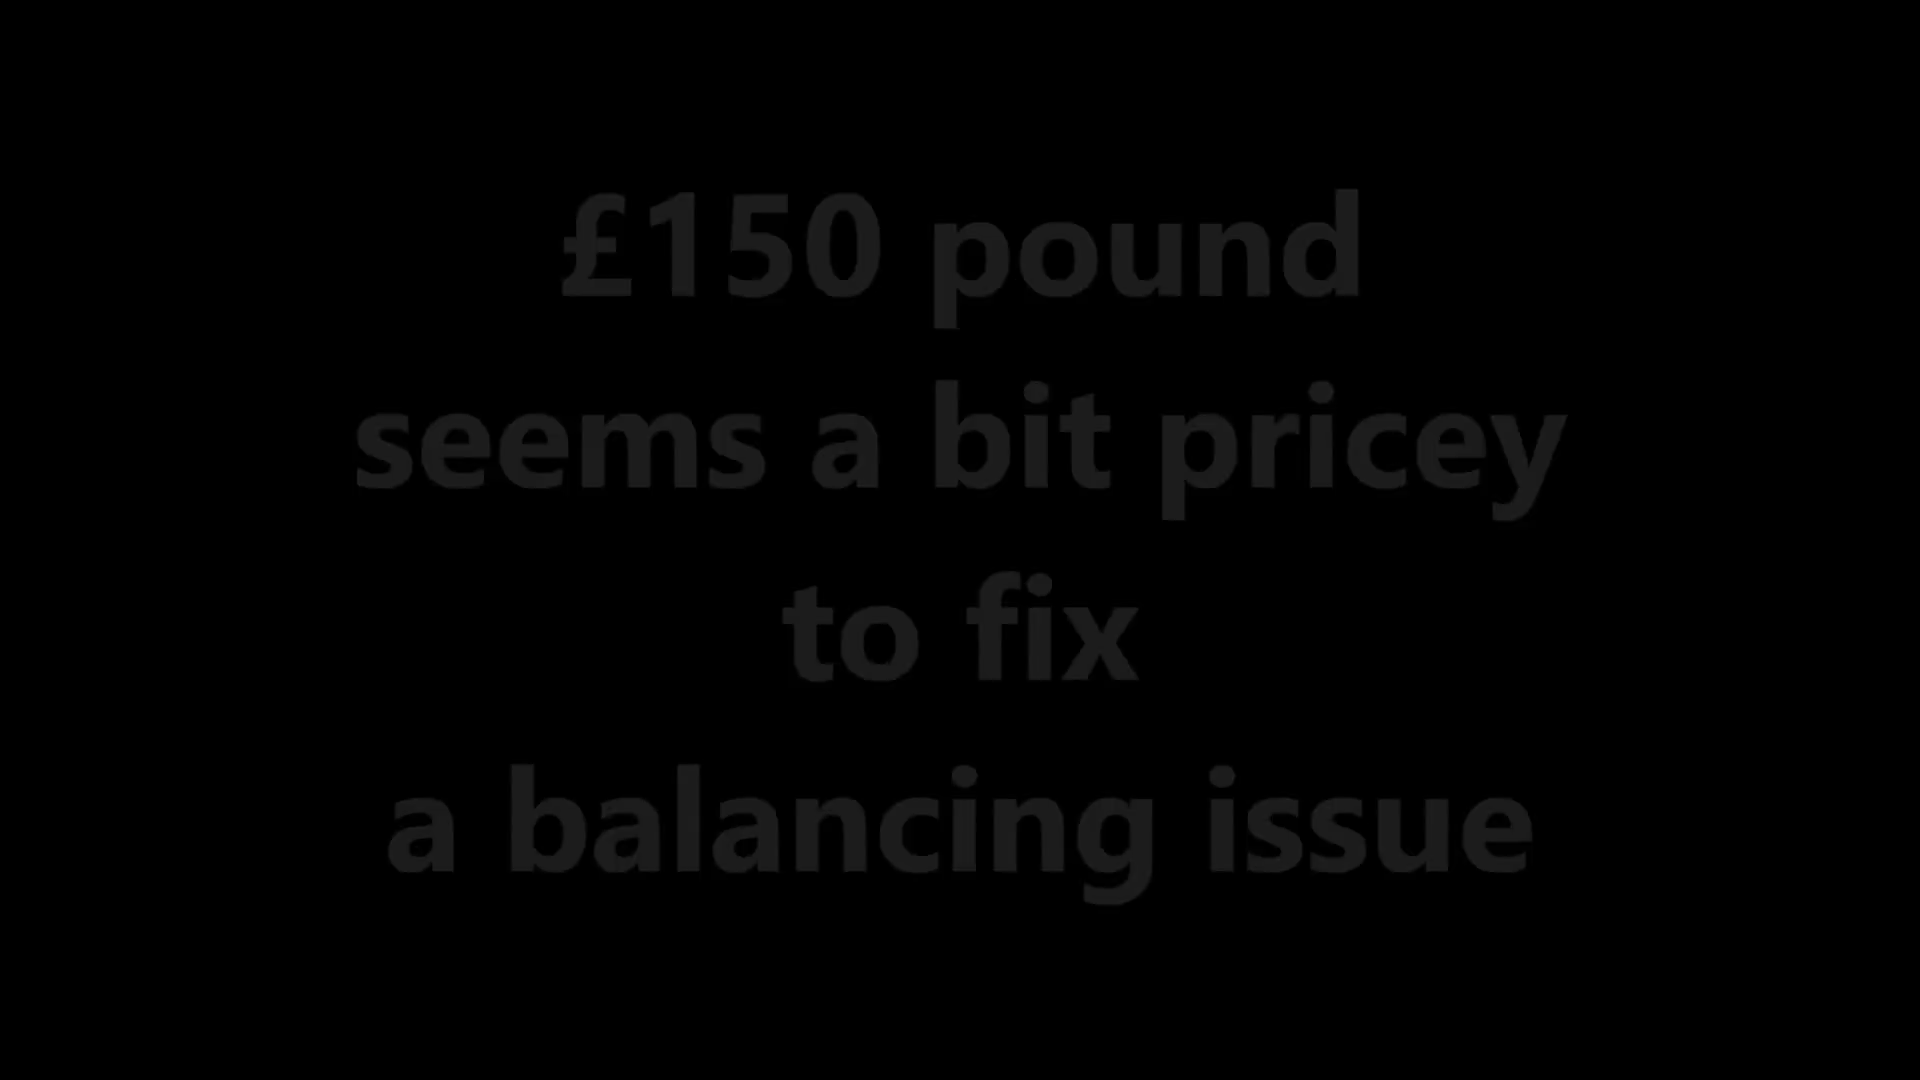 £150 pound
seems a bit pricey
to fix
a balancing issue